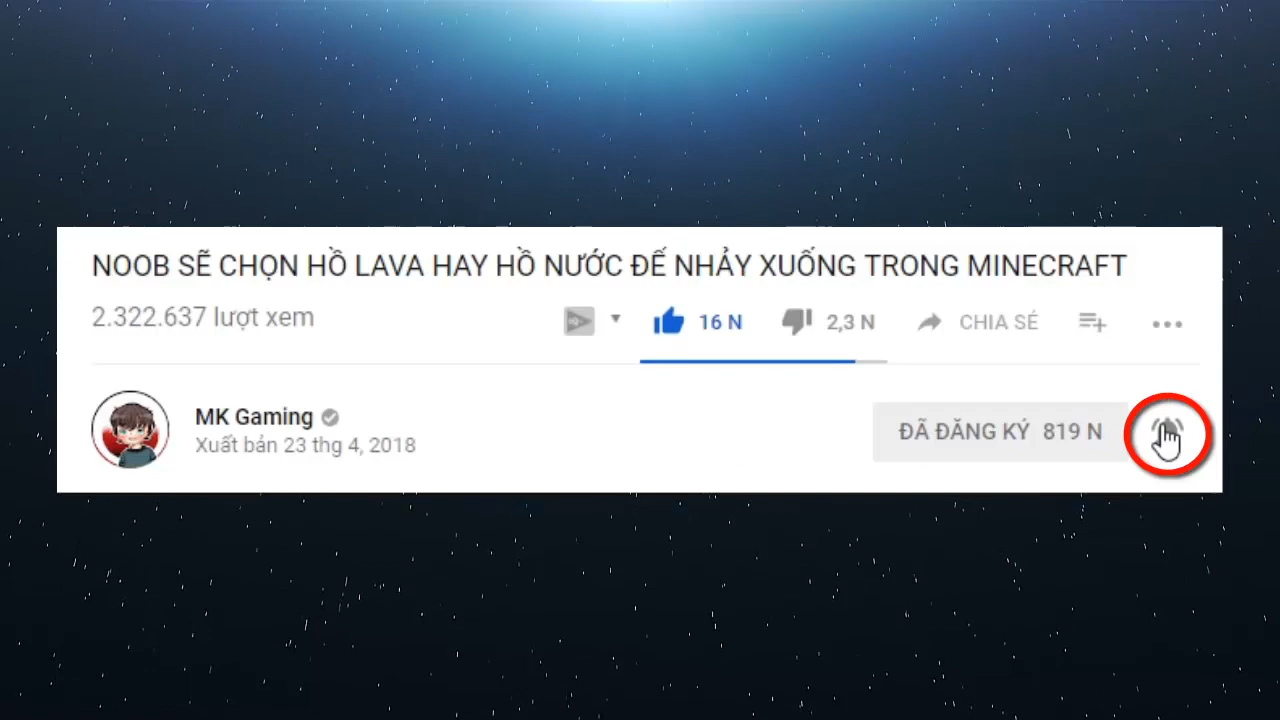 NOOB SẼ CHỌN HỒ LAVA HAY HỒ NƯỚC ĐỂ NHẢY XUỐNG TRONG MINECRAFT
2.322.637 lượt xem
16 N
2,3 N
CHIA SẺ
MK Gaming
Xuất bản 23 thg 4, 2018
ĐÃ ĐĂNG KÝ 819 N